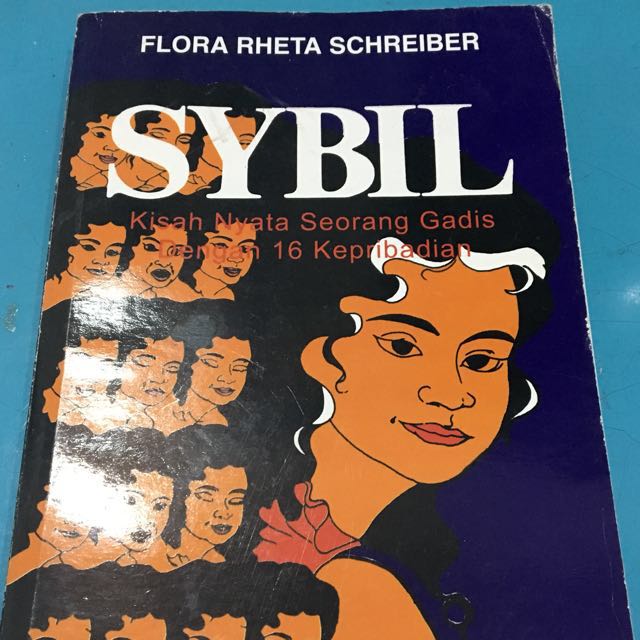 FLORA RHETA SCHREIBER
SYBIL
Kisah Nyata Seorang Gadis
Dengan 16 Kepribadian